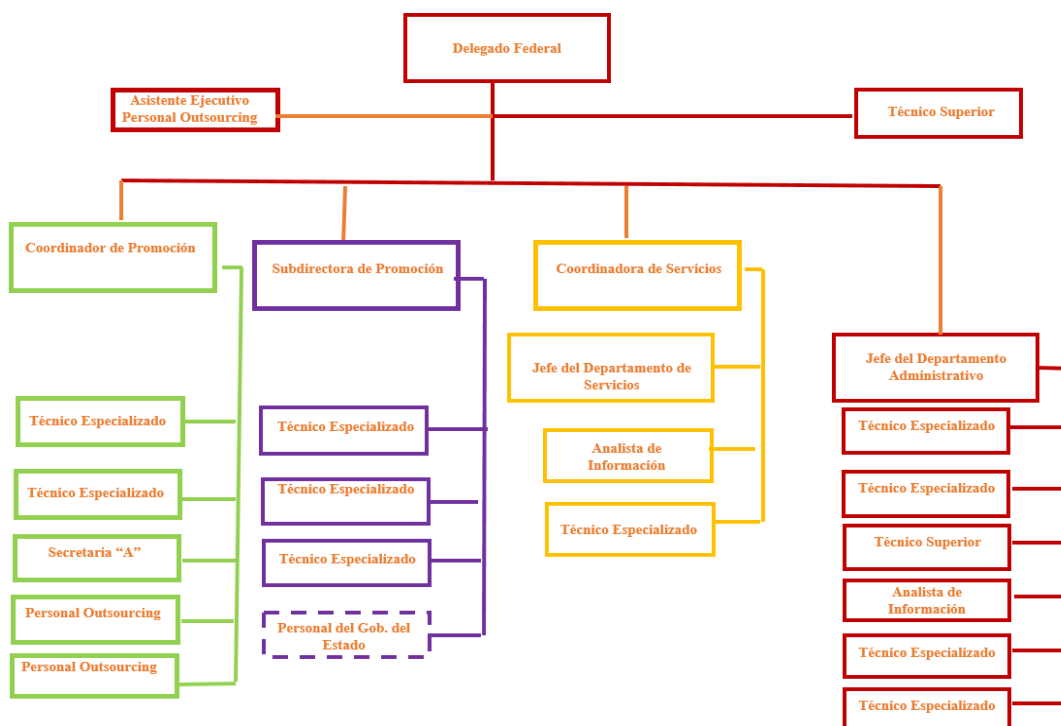 Delegado Federal
Asistente Ejecutivo
Personal Outsourcing
Técnico Superior
Coordinador de Promoción
Técnico Especializado
Técnico Especializado
Secretaria “A”
Personal Outsourcing
Personal Outsourcing
Subdirectora de Promoción
Técnico Especializado
Técnico Especializado
Técnico Especializado
Personal del Gob. del
Estado
Coordinadora de Servicios
Jefe del Departamento de
Servicios
Analista de
Información
Técnico Especializado
Jefe del Departamento
Administrativo
Técnico Especializado
Técnico Especializado
Técnico Superior
Analista de
Información
Técnico Especializado
Técnico Especializado